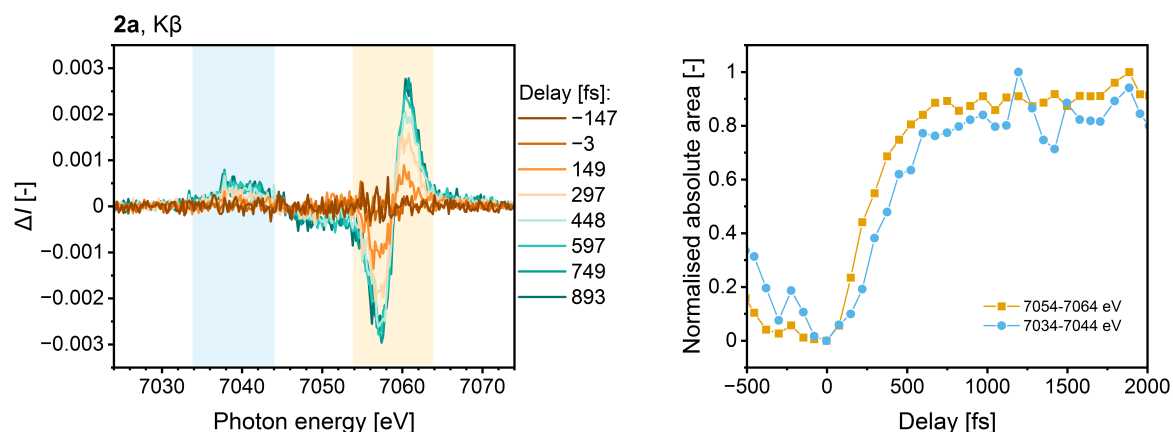 2a, Kβ
0.003
0.002
0.001
0
−0.001
−0.002
−0.003
ΔI [-]
7030 7040 7050 7060 7070
Photon energy [eV]
Delay [fs]:
−147
−3
149
297
448
597
749
893
Normalised absolute area [-]
1
0.8
0.6
0.4
0.2
0
7054-7064 eV
7034-7044 eV
−500 0 500 1000 1500 2000
Delay [fs]